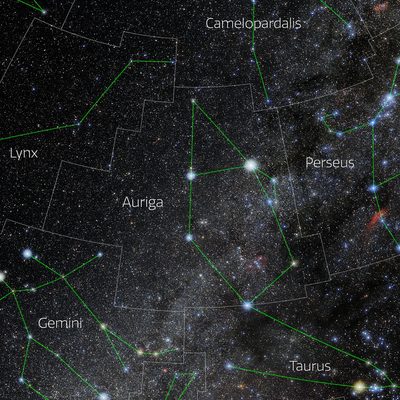 Camelopardalis
Lynx
Perseus
Auriga
Gemini
Taurus